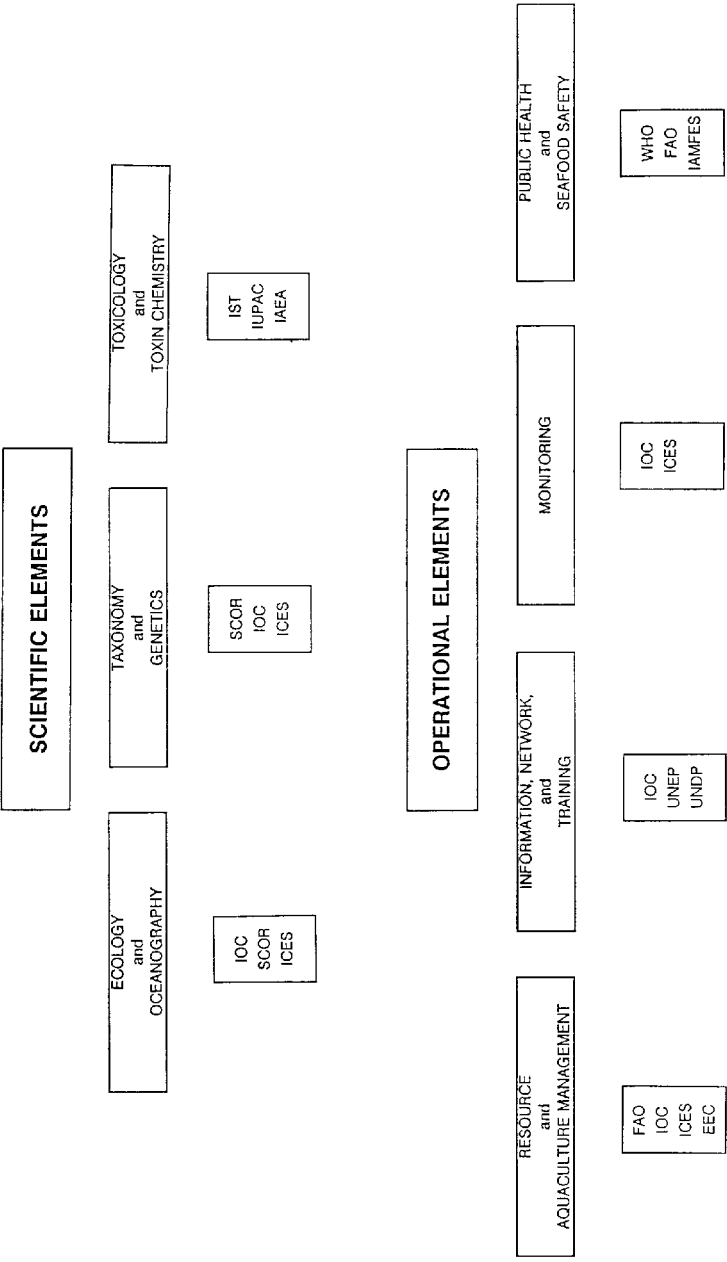 SCIENTIFIC ELEMENTS
ECOLOGY
and
OCEANOGRAPHY
TAXONOMY
and
GENETICS
TOXICOLOGY
and
TOXIN CHEMISTRY
IOC
SCOR
ICES
SCOR
IOC
ICES
IST
IUPAC
IAEA
OPERATIONAL ELEMENTS
RESOURCE
and
AQUACULTURE MANAGEMENT
INFORMATION, NETWORK,
and
TRAINING
MONITORING
PUBLIC HEALTH
and
SEAFOOD SAFETY
FAO
IOC
ICES
EEC
IOC
UNEP
UNDP
IOC
ICES
WHO
FAO
IAMFES